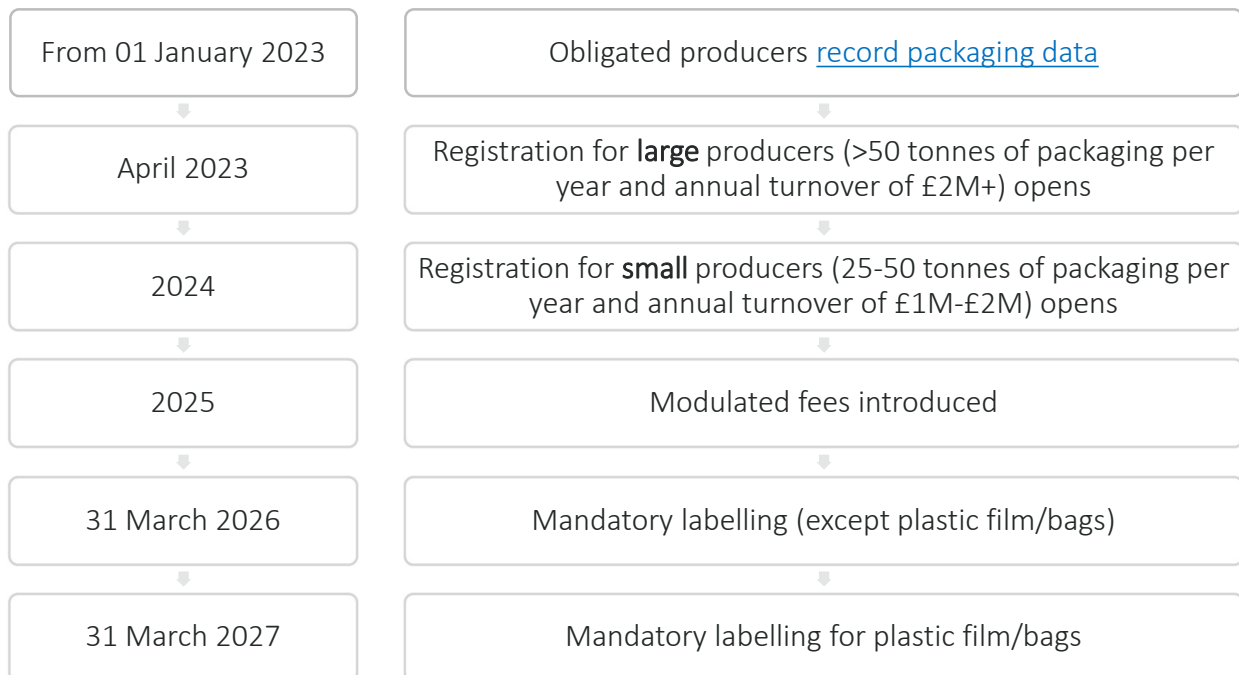 From 01 January 2023
Obligated producers record packaging data
April 2023
Registration for large producers (>50 tonnes of packaging per
year and annual turnover of £2M+) opens
2024
Registration for small producers (25-50 tonnes of packaging per
year and annual turnover of £1M-£2M) opens
2025
Modulated fees introduced
31 March 2026
Mandatory labelling (except plastic film/bags)
31 March 2027
Mandatory labelling for plastic film/bags